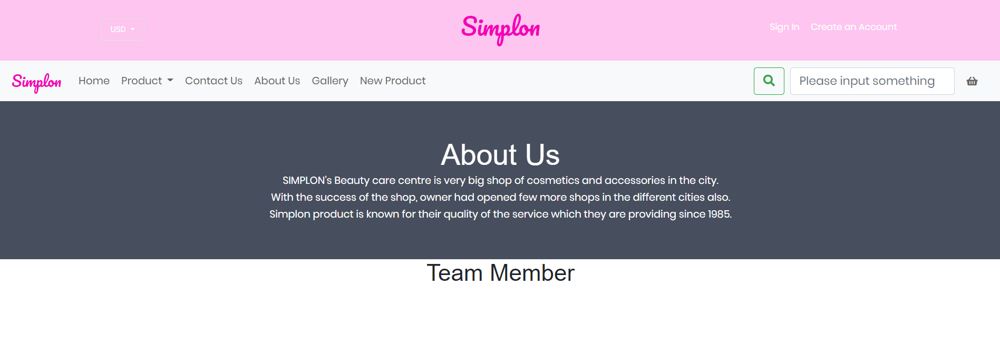 USD
Simplon
Sign In Create an Account
Simplon Home Product Contact Us About Us Gallery New Product Please input something
About Us
SIMPLON's Beauty care centre is very big shop of cosmetics and accessories in the city.
With the success of the shop, owner had opened few more shops in the different cities also.
Simplon product is known for their quality of the service which they are providing since 1985.
Team Member